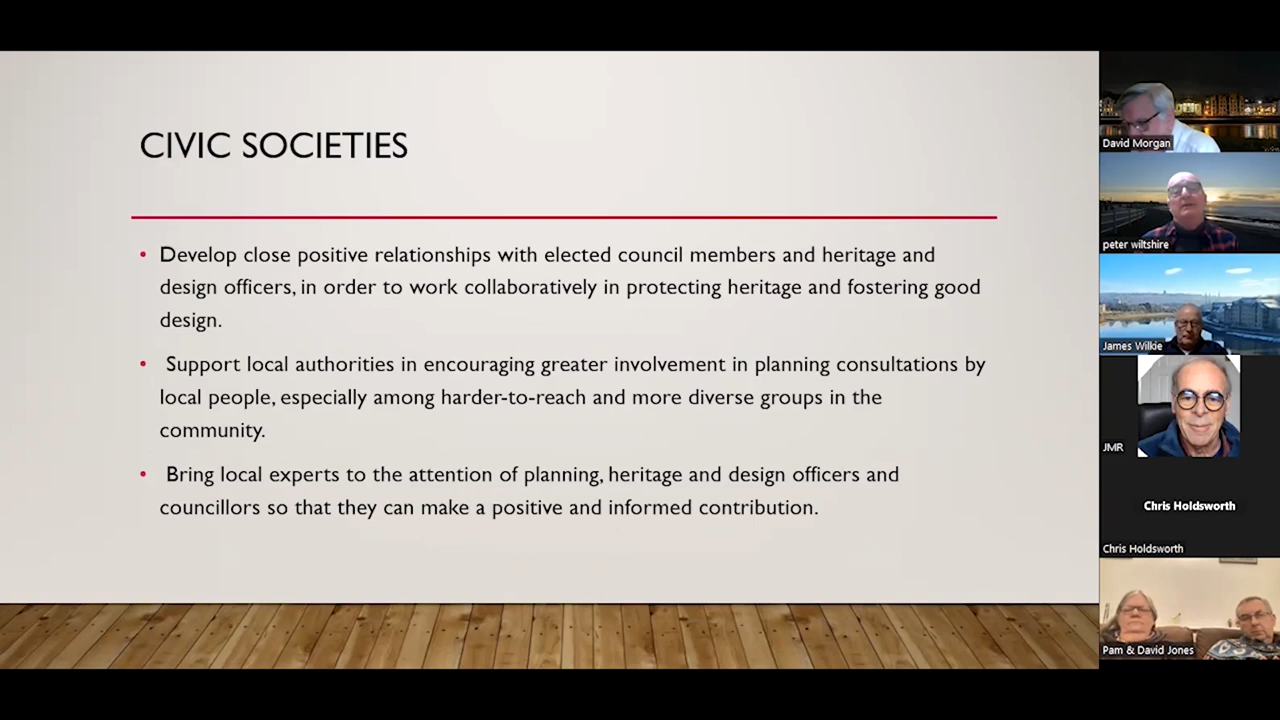 CIVIC SOCIETIES
• Develop close positive relationships with elected council members and heritage and
design officers, in order to work collaboratively in protecting heritage and fostering good
design.
• Support local authorities in encouraging greater involvement in planning consultations by
local people, especially among harder-to-reach and more diverse groups in the
community.
• Bring local experts to the attention of planning, heritage and design officers and
councillors so that they can make a positive and informed contribution.
David Morgan
peter wiltshire
James Wilkie
JMR
Chris Holdsworth
Chris Holdsworth
Pam & David Jones